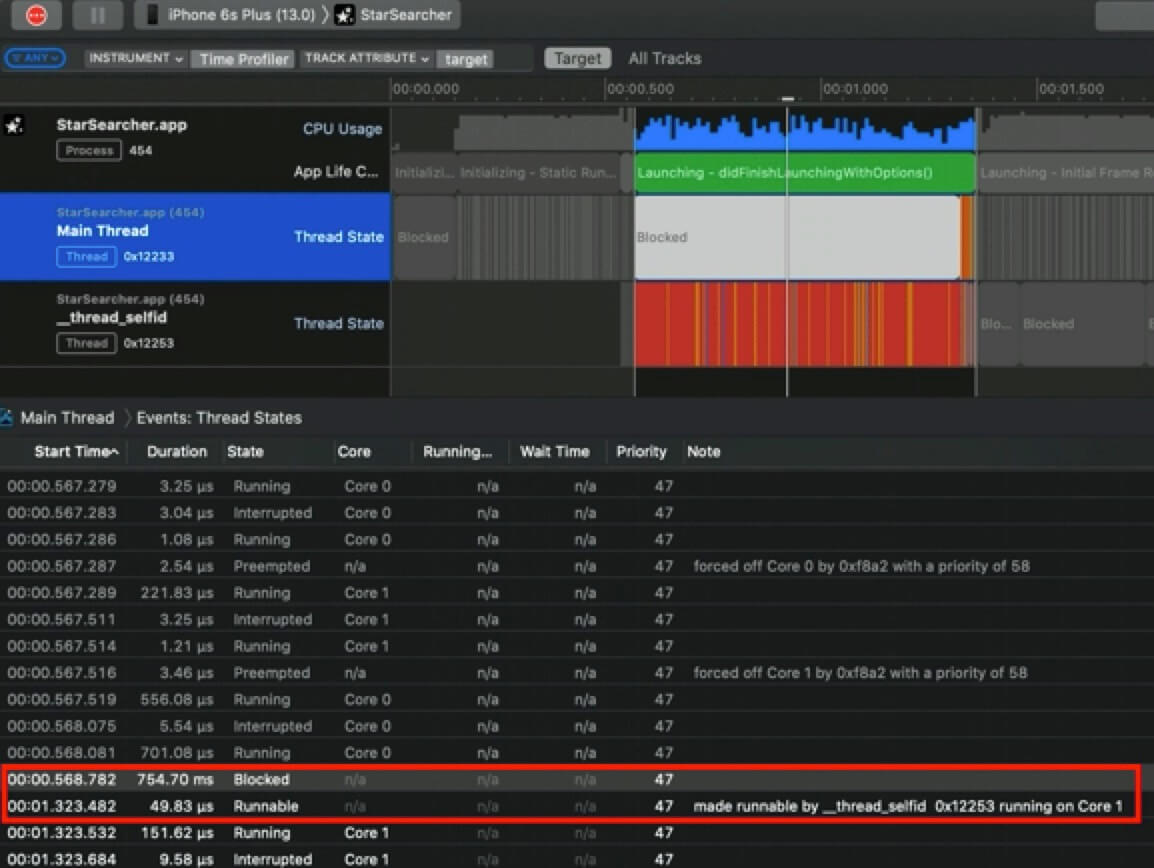 iPhone 6s Plus (13.0) 〉 StarSearcher
ANY INSTRUMENT Time Profiler TRACK ATTRIBUTE target Target All Tracks
00:00.000 00:00.500 00:01.000 00:01.500
StarSearcher.app CPU Usage
Process 454
App Life C... Initializi... Initializing - Static Run... Launching - didFinishLaunchingWithOptions() Launching - Initial Frame R
StarSearcher.app (454)
Main Thread Thread State Blocked Blocked
Thread 0x12233
StarSearcher.app (454)
__thread_selfid Thread State Blo... Blocked
Thread 0x12253
Main Thread 〉 Events: Thread States
Start Time^ Duration State Core Running... Wait Time Priority Note
00:00.567.279 3.25 µs Running Core 0 n/a n/a 47
00:00.567.283 3.04 µs Interrupted Core 0 n/a n/a 47
00:00.567.286 1.08 µs Running Core 0 n/a n/a 47
00:00.567.287 2.54 µs Preempted n/a n/a n/a 47 forced off Core 0 by 0xf8a2 with a priority of 58
00:00.567.289 221.83 µs Running Core 1 n/a n/a 47
00:00.567.511 3.25 µs Interrupted Core 1 n/a n/a 47
00:00.567.514 1.21 µs Running Core 1 n/a n/a 47
00:00.567.516 3.46 µs Preempted n/a n/a n/a 47 forced off Core 1 by 0xf8a2 with a priority of 58
00:00.567.519 556.08 µs Running Core 0 n/a n/a 47
00:00.568.075 5.54 µs Interrupted Core 0 n/a n/a 47
00:00.568.081 701.08 µs Running Core 0 n/a n/a 47
00:00.568.782 754.70 ms Blocked n/a n/a n/a 47
00:01.323.482 49.83 µs Runnable n/a n/a n/a 47 made runnable by __thread_selfid 0x12253 running on Core 1
00:01.323.532 151.62 µs Running Core 1 n/a n/a 47
00:01.323.684 9.58 µs Interrupted Core 1 n/a n/a 47